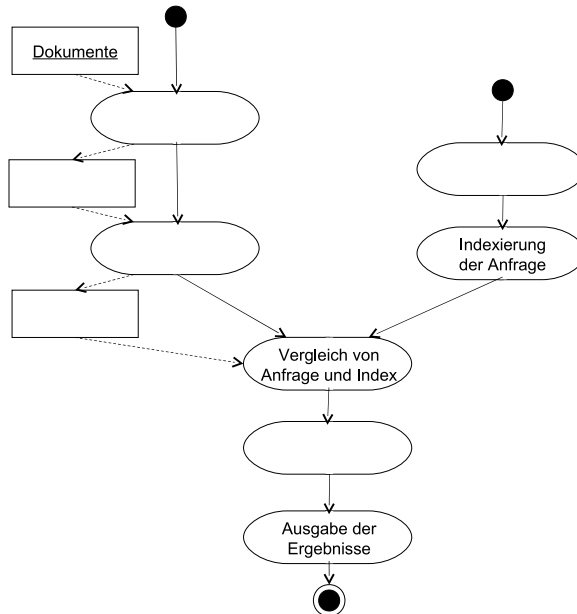 Dokumente
Indexierung
der Anfrage
Vergleich von
Anfrage und Index
Ausgabe der
Ergebnisse